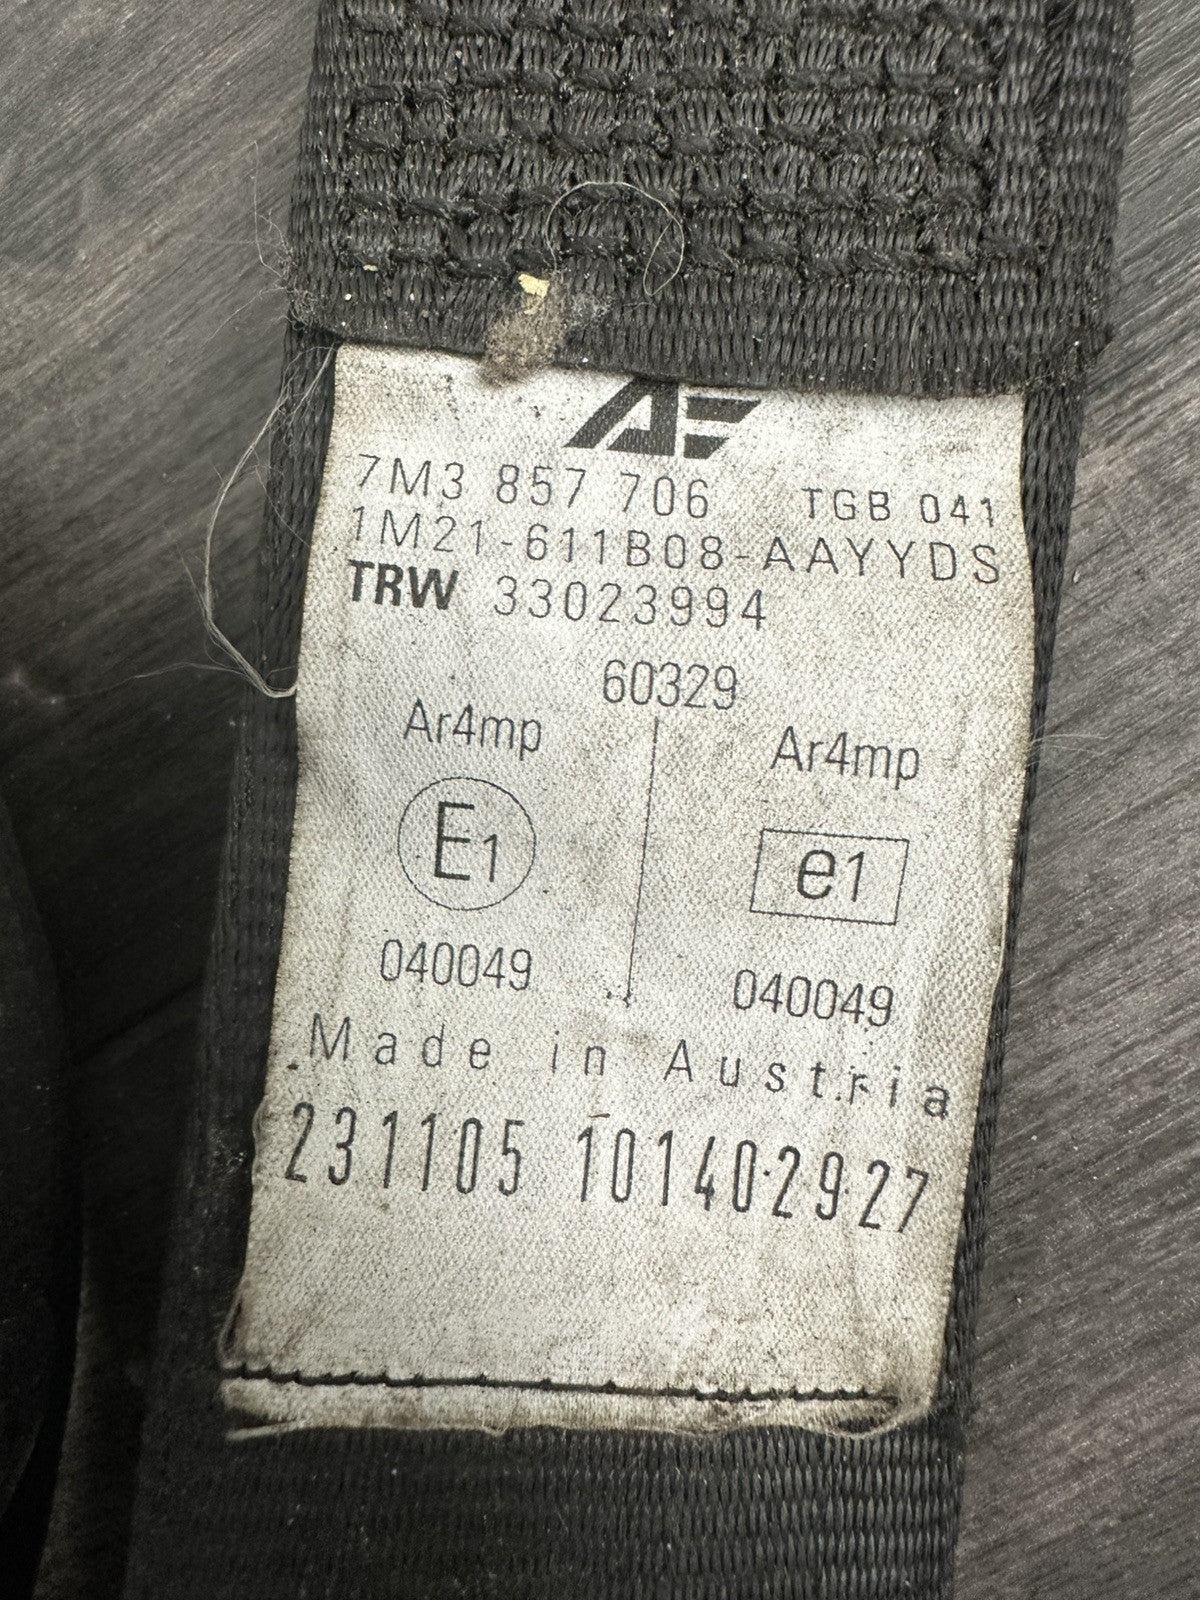 AE
7M3 857 706 TGB 041
1M21-611B08-AAYYDS
TRW 33023994
60329
Ar4mp Ar4mp
E1 e1
040049 040049
Made in Austria
231105 101402927